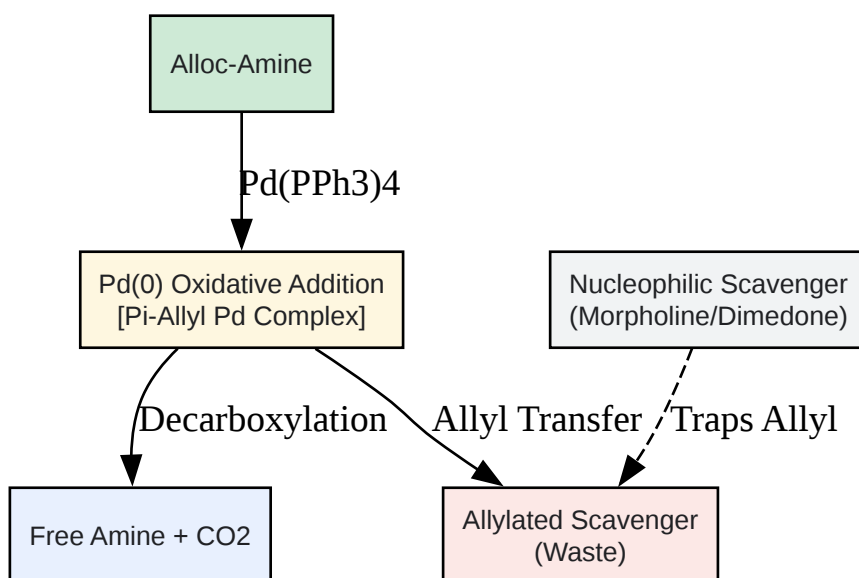 Alloc-Amine
Pd(PPh3)4
Pd(0) Oxidative Addition
[Pi-Allyl Pd Complex]
Nucleophilic Scavenger
(Morpholine/Dimedone)
Decarboxylation
Allyl Transfer
Traps Allyl
Free Amine + CO2
Allylated Scavenger
(Waste)